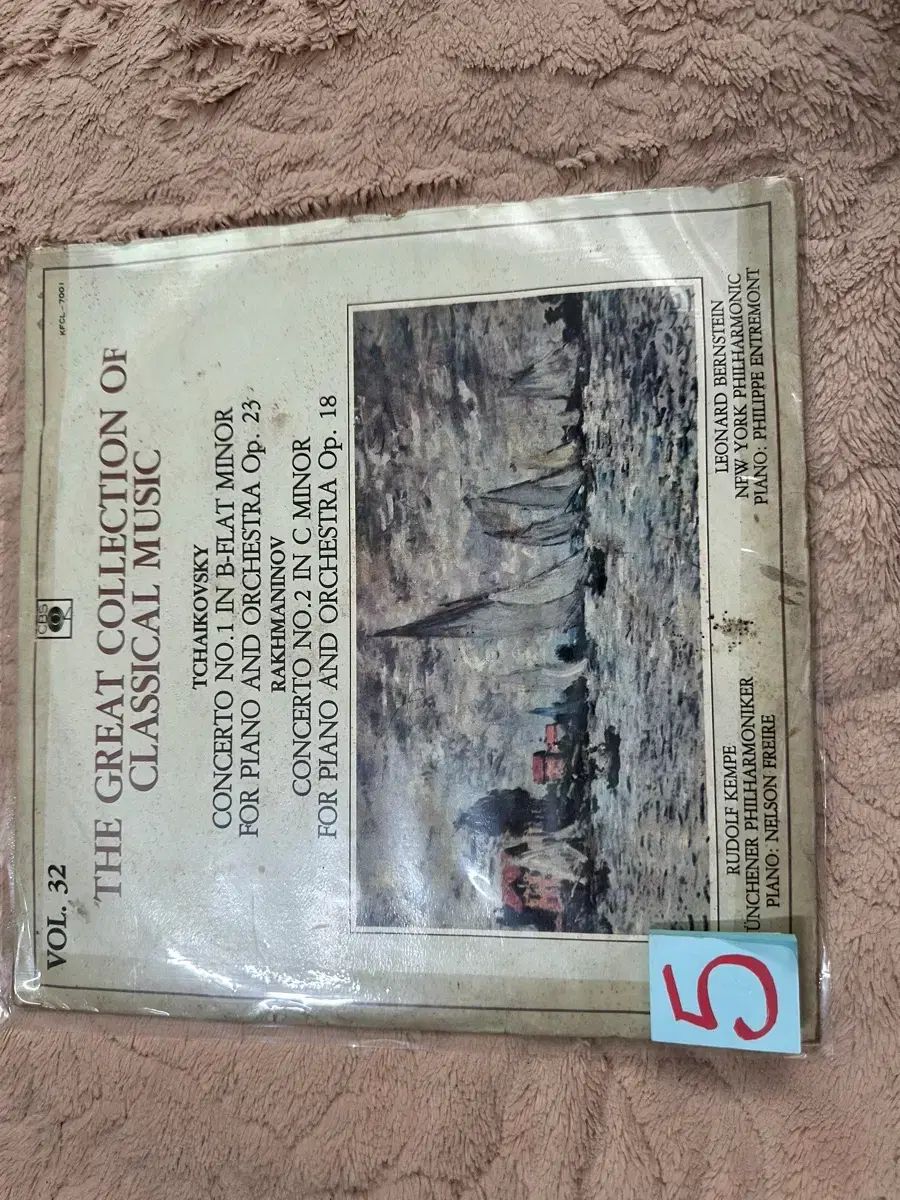 VOL. 32
CBS
KFCL-7001
THE GREAT COLLECTION OF
CLASSICAL MUSIC
TCHAIKOVSKY
CONCERTO NO.1 IN B-FLAT MINOR
FOR PIANO AND ORCHESTRA Op. 23
RAKHMANINOV
CONCERTO NO.2 IN C MINOR
FOR PIANO AND ORCHESTRA Op. 18
RUDOLF KEMPE
ÜNCHENER PHILHARMONIKER
PIANO: NELSON FREIRE
LEONARD BERNSTEIN
NEW YORK PHILHARMONIC
PIANO: PHILIPPE ENTREMONT
5